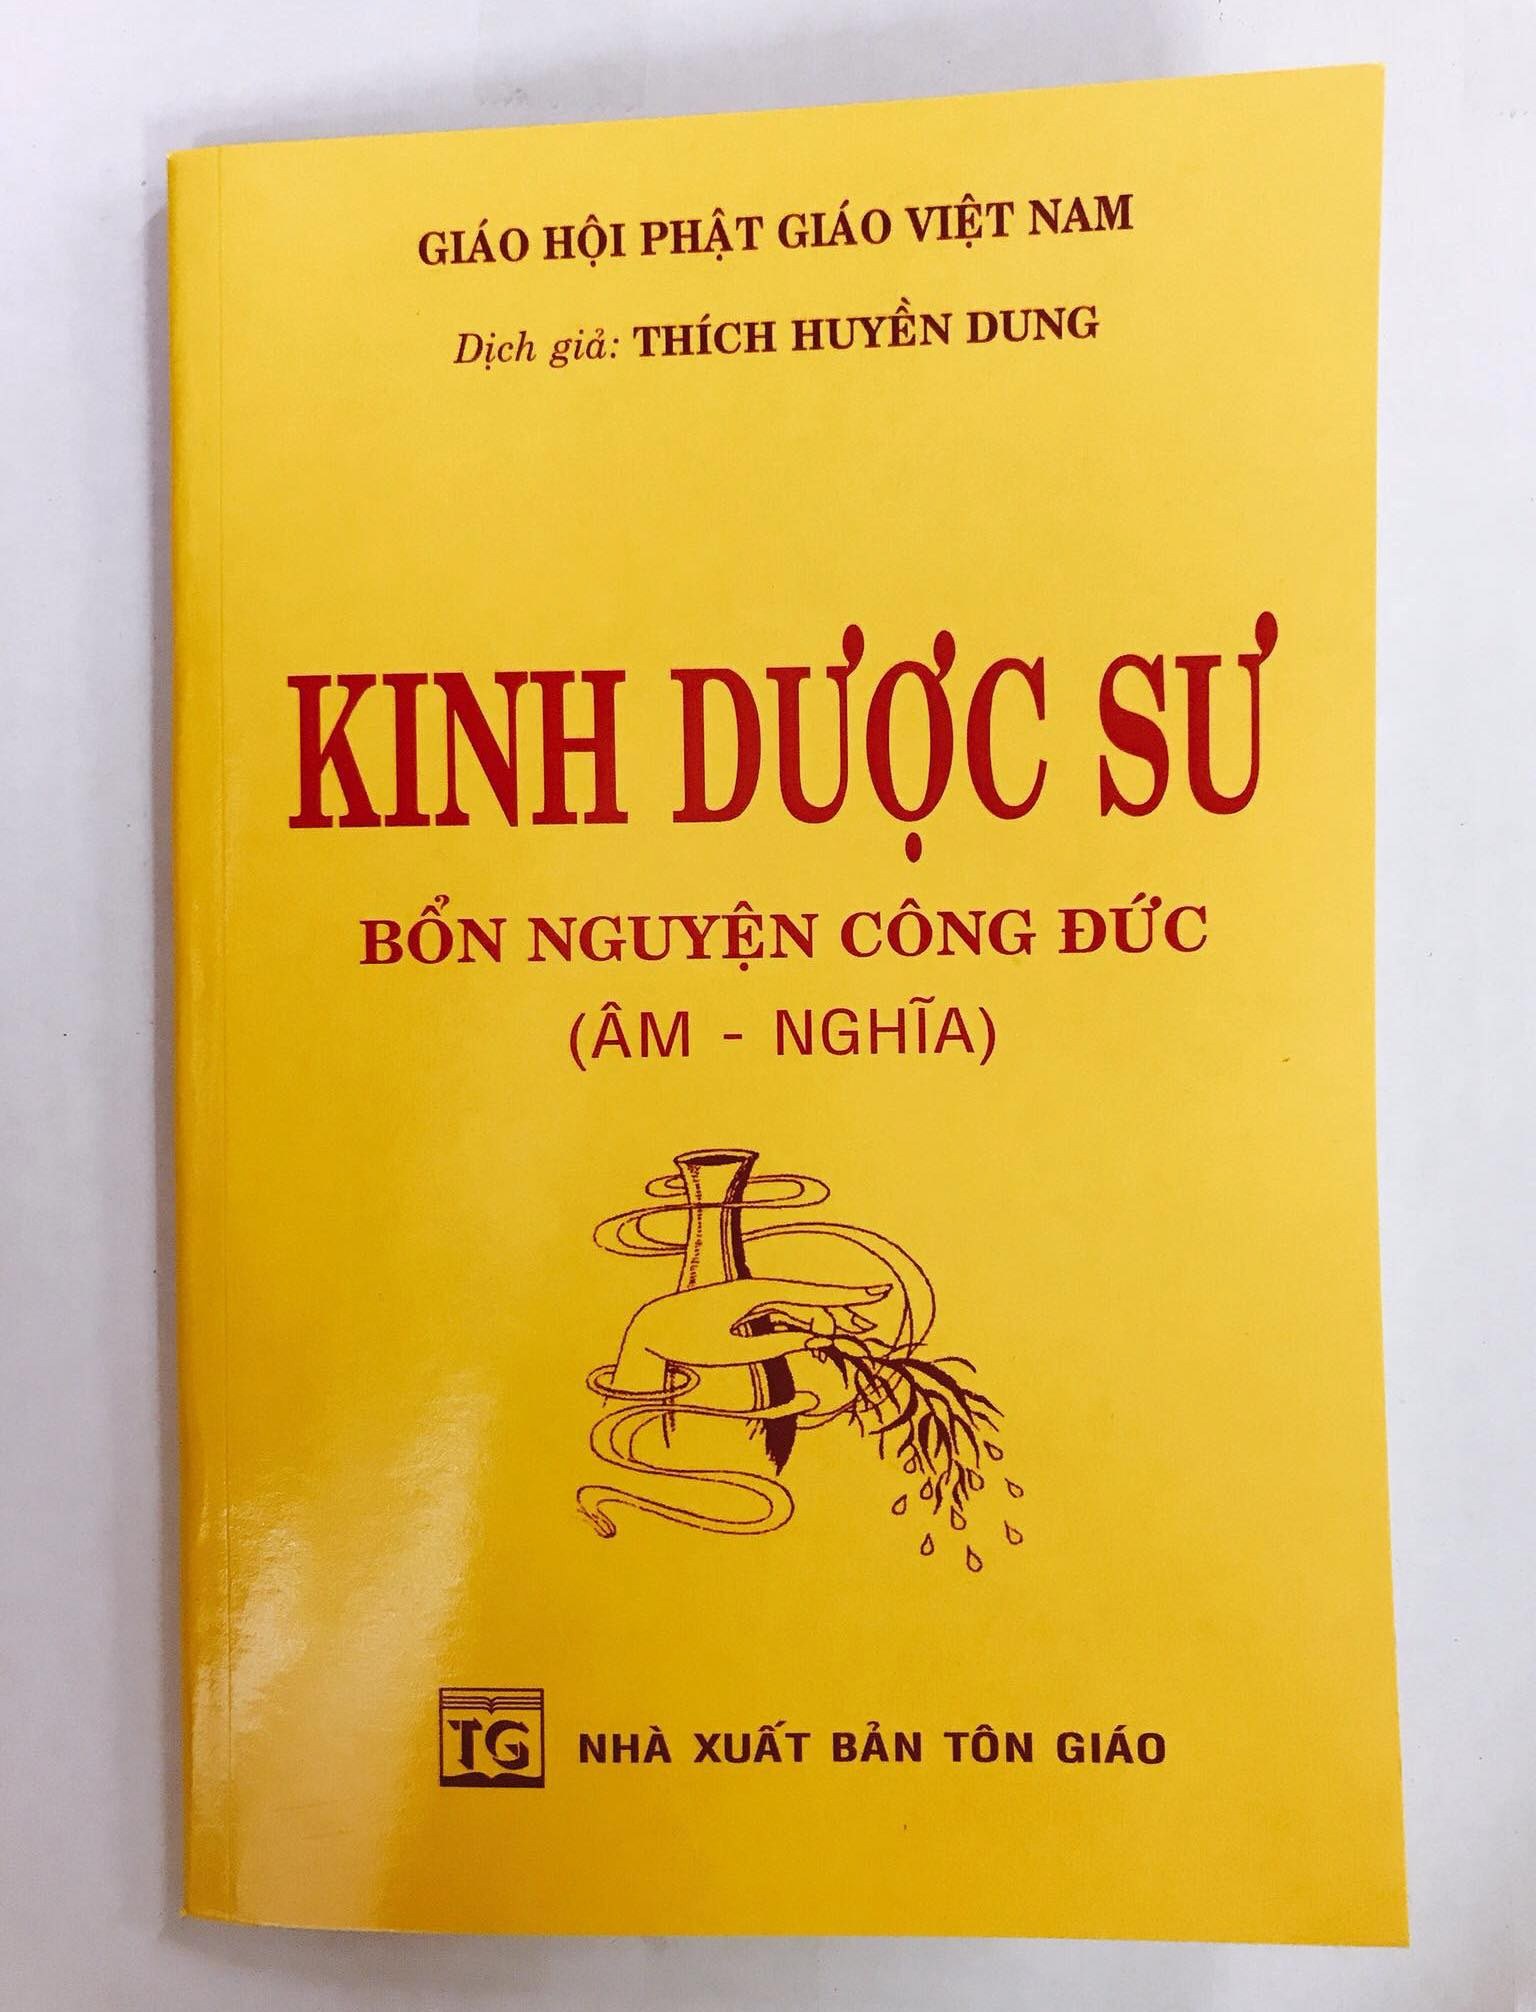 GIÁO HỘI PHẬT GIÁO VIỆT NAM
Dịch giả: THÍCH HUYỀN DUNG
KINH DƯỢC SƯ
BỔN NGUYỆN CÔNG ĐỨC
(ÂM - NGHĨA)
TG NHÀ XUẤT BẢN TÔN GIÁO